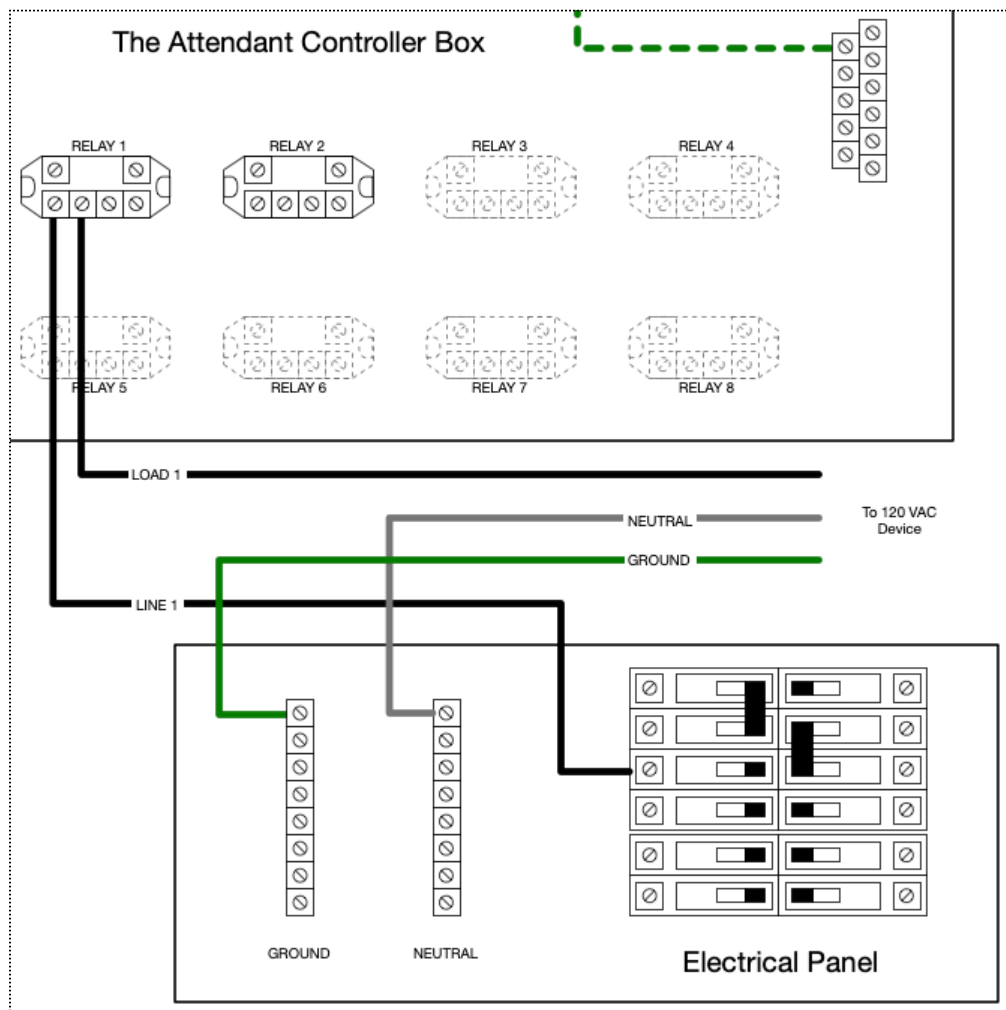 The Attendant Controller Box
RELAY 1
RELAY 2
RELAY 3
RELAY 4
RELAY 5
RELAY 6
RELAY 7
RELAY 8
LOAD 1
NEUTRAL
To 120 VAC
Device
GROUND
LINE 1
GROUND
NEUTRAL
Electrical Panel